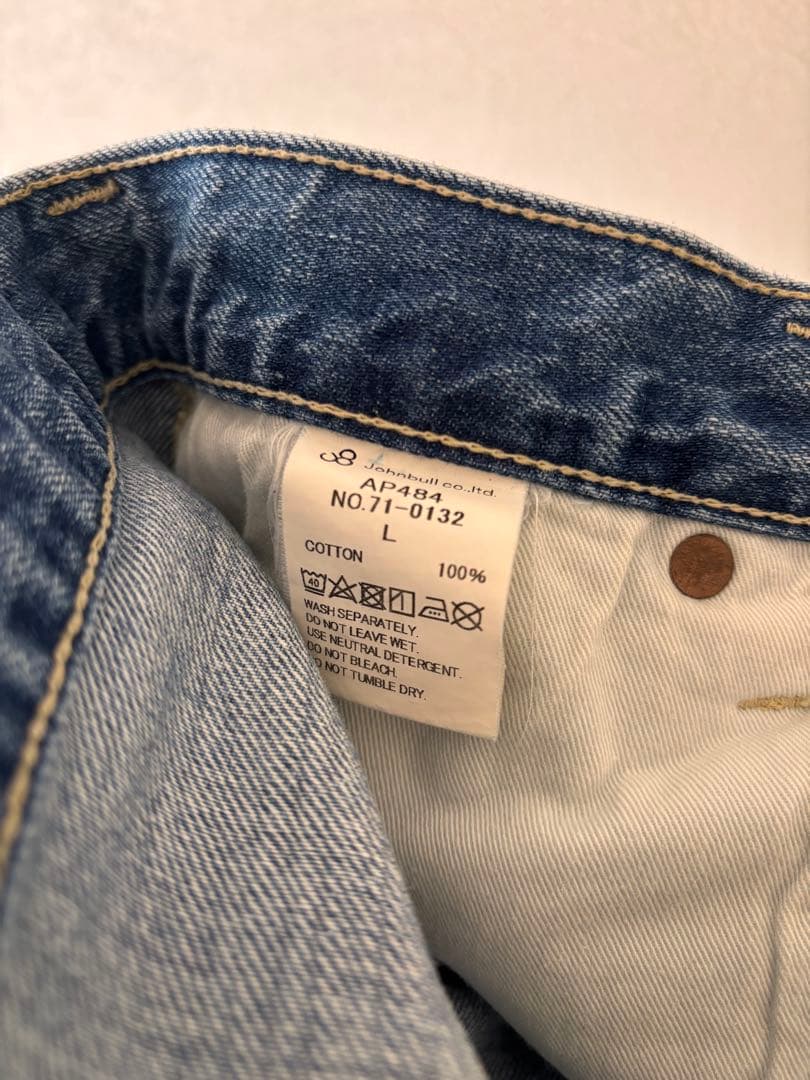 Johnbull co.,ltd.
AP484
NO.71-0132
L
COTTON 100%
40
WASH SEPARATELY.
DO NOT LEAVE WET.
USE NEUTRAL DETERGENT.
DO NOT BLEACH.
DO NOT TUMBLE DRY.